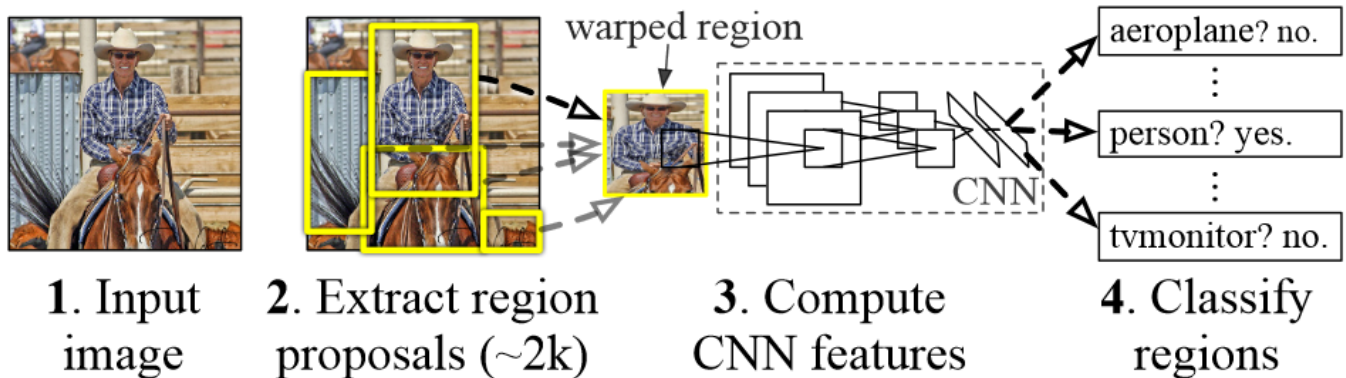 warped region
aeroplane? no.
⋮
person? yes.
CNN
⋮
tvmonitor? no.
1. Input
image
2. Extract region
proposals (~2k)
3. Compute
CNN features
4. Classify
regions